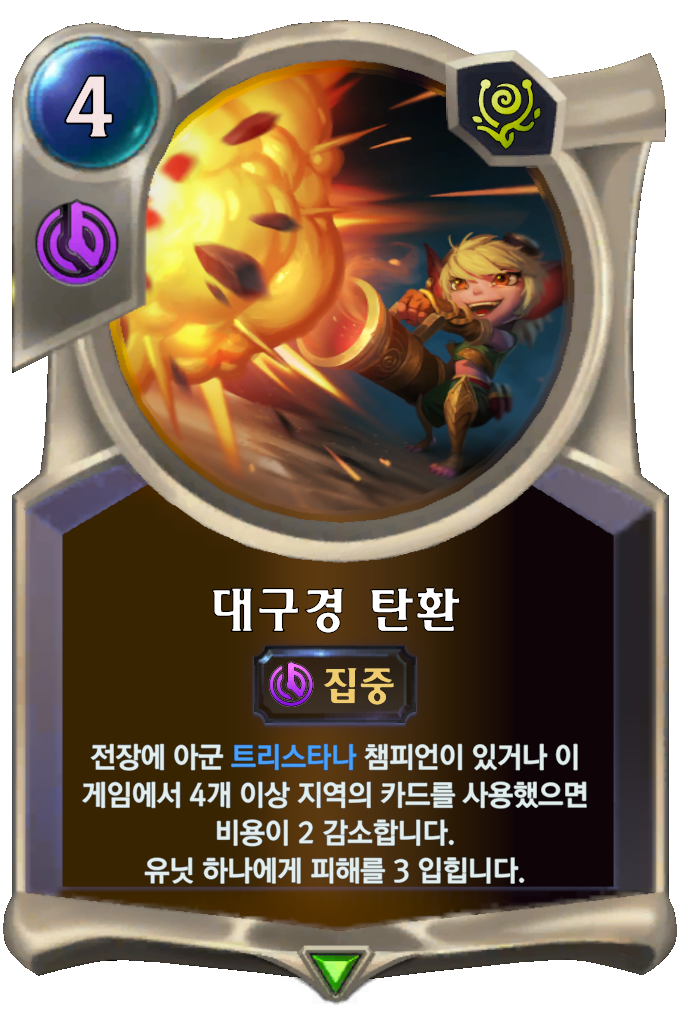 4
대구경 탄환
집중
전장에 아군 트리스타나 챔피언이 있거나 이
게임에서 4개 이상 지역의 카드를 사용했으면
비용이 2 감소합니다.
유닛 하나에게 피해를 3 입힙니다.